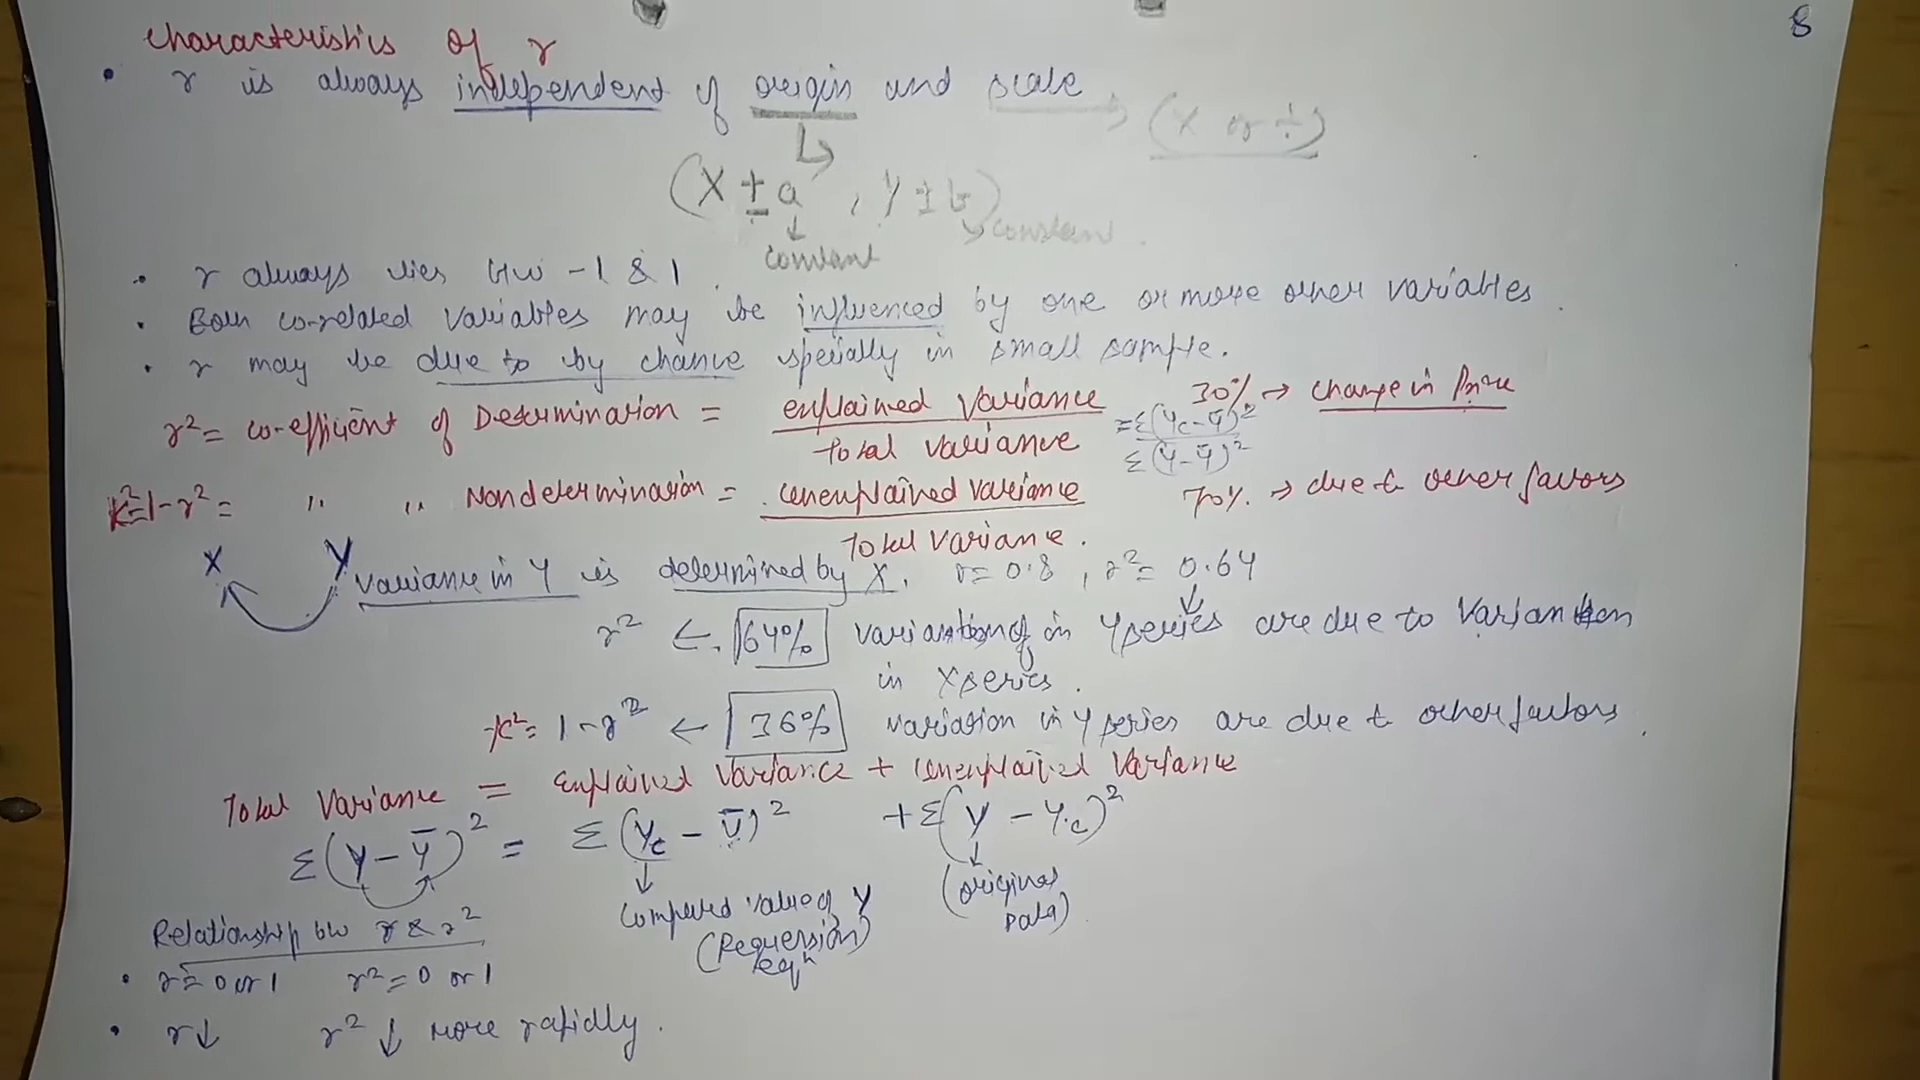 8
Characteristics of r
• r is always independent of origin and scale → (X or ÷)
(X ± a, Y ± b)
constant constant
• r always lies b/w -1 & 1.
• Both co-related variables may be influenced by one or more other variables.
• r may be due to by chance specially in small sample.
r² = co-efficient of Determination = explained variance / Total variance = Σ(Yc-Ȳ)² / Σ(Y-Ȳ)² 30% → change in Price
K²=1-r² = " " Nondetermination = unexplained variance / Total variance. 70% → due to other factors
X Y variance in Y is determined by X. r = 0.8, r² = 0.64
r² ← 64% variation in Y series are due to variation
in X series.
K² = 1-r² ← 36% variation in Y series are due to other factors.
Total Variance = Explained Variance + Unexplained Variance
Σ(Y-Ȳ)² = Σ(Yc-Ȳ)² + Σ(Y-Yc)²
computed value of Y (original
(Regression data)
eqⁿ)
Relationship bw r & r²
• r = 0 or 1 r² = 0 or 1
• r↓ r² ↓ more rapidly.